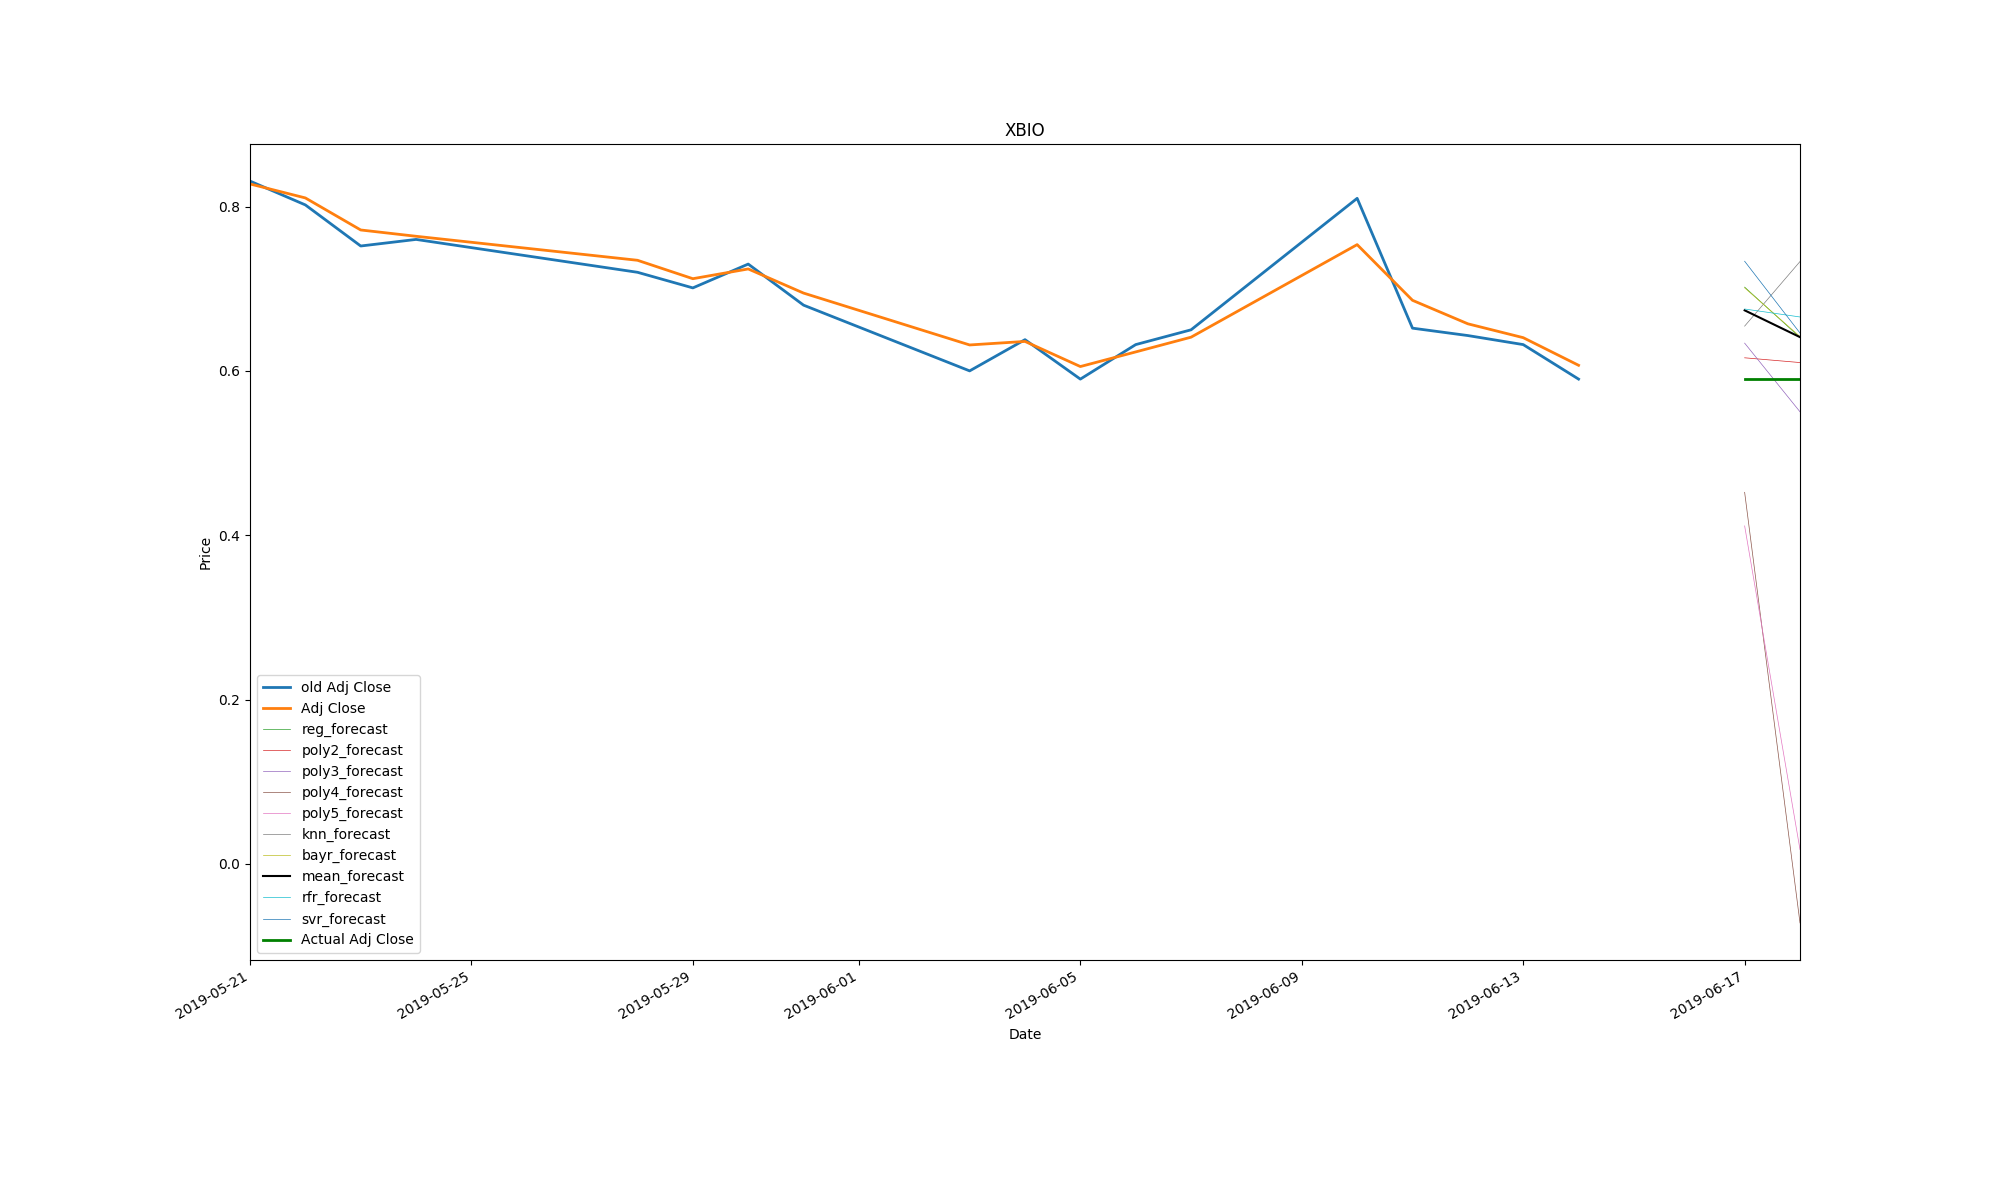 XBIO
0.8
0.6
0.4
0.2
0.0
Price
old Adj Close
Adj Close
reg_forecast
poly2_forecast
poly3_forecast
poly4_forecast
poly5_forecast
knn_forecast
bayr_forecast
mean_forecast
rfr_forecast
svr_forecast
Actual Adj Close
2019-05-21
2019-05-25
2019-05-29
2019-06-01
2019-06-05
2019-06-09
2019-06-13
2019-06-17
Date